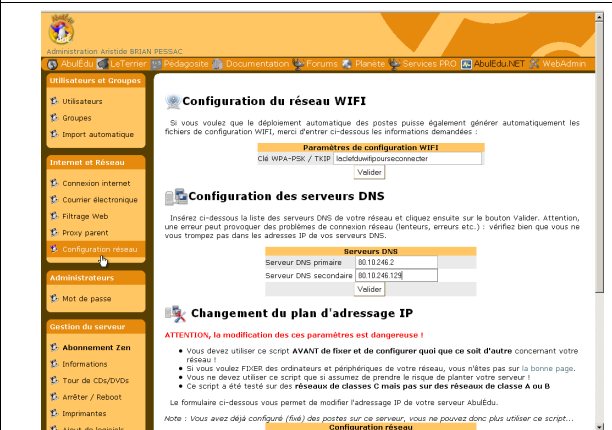 AbulÉdu
Administration Aristide BRIAN PESSAC
AbulÉdu LeTerrier Pédagosite Documentation Forums Planète Services PRO AbulEdu.NET WebAdmin
Utilisateurs et Groupes
Utilisateurs
Groupes
Import automatique
Internet et Réseau
Connexion internet
Courrier électronique
Filtrage Web
Proxy parent
Configuration réseau
Administrateurs
Mot de passe
Gestion du serveur
Abonnement Zen
Informations
Tour de CDs/DVDs
Arrêter / Reboot
Imprimantes
Ajout de logiciels
Configuration du réseau WIFI
Si vous voulez que le déploiement automatique des postes puisse également générer automatiquement les
fichiers de configuration WIFI, merci d'entrer ci-dessous les informations demandées :
Paramètres de configuration WIFI
Clé WPA-PSK / TKIP laclefduwifipourseconnecter
Valider
Configuration des serveurs DNS
Insérez ci-dessous la liste des serveurs DNS de votre réseau et cliquez ensuite sur le bouton Valider. Attention,
une erreur peut provoquer des problèmes de connexion réseau (lenteurs, erreurs etc.) : vérifiez bien que vous ne
vous trompez pas dans les adresses IP de vos serveurs DNS.
Serveurs DNS
Serveur DNS primaire 80.10.246.2
Serveur DNS secondaire 80.10.246.129
Valider
Changement du plan d'adressage IP
ATTENTION, la modification de ces paramètres est dangereuse !
Vous devez utiliser ce script AVANT de fixer et de configurer quoi que ce soit d'autre concernant votre
réseau !
Si vous voulez FIXER des ordinateurs et périphériques de votre réseau, vous n'êtes pas sur la bonne page.
Vous ne devez utiliser ce script que si assumez de prendre le risque de planter votre serveur !
Ce script a été testé sur des réseaux de classes C mais pas sur des réseaux de classe A ou B
Le formulaire ci-dessous vous permet de modifier l'adressage IP de votre serveur AbulÉdu.
Note : Vous avez déjà configuré (fixé) des postes sur ce serveur, vous ne pouvez donc plus utiliser ce script...
Configuration réseau